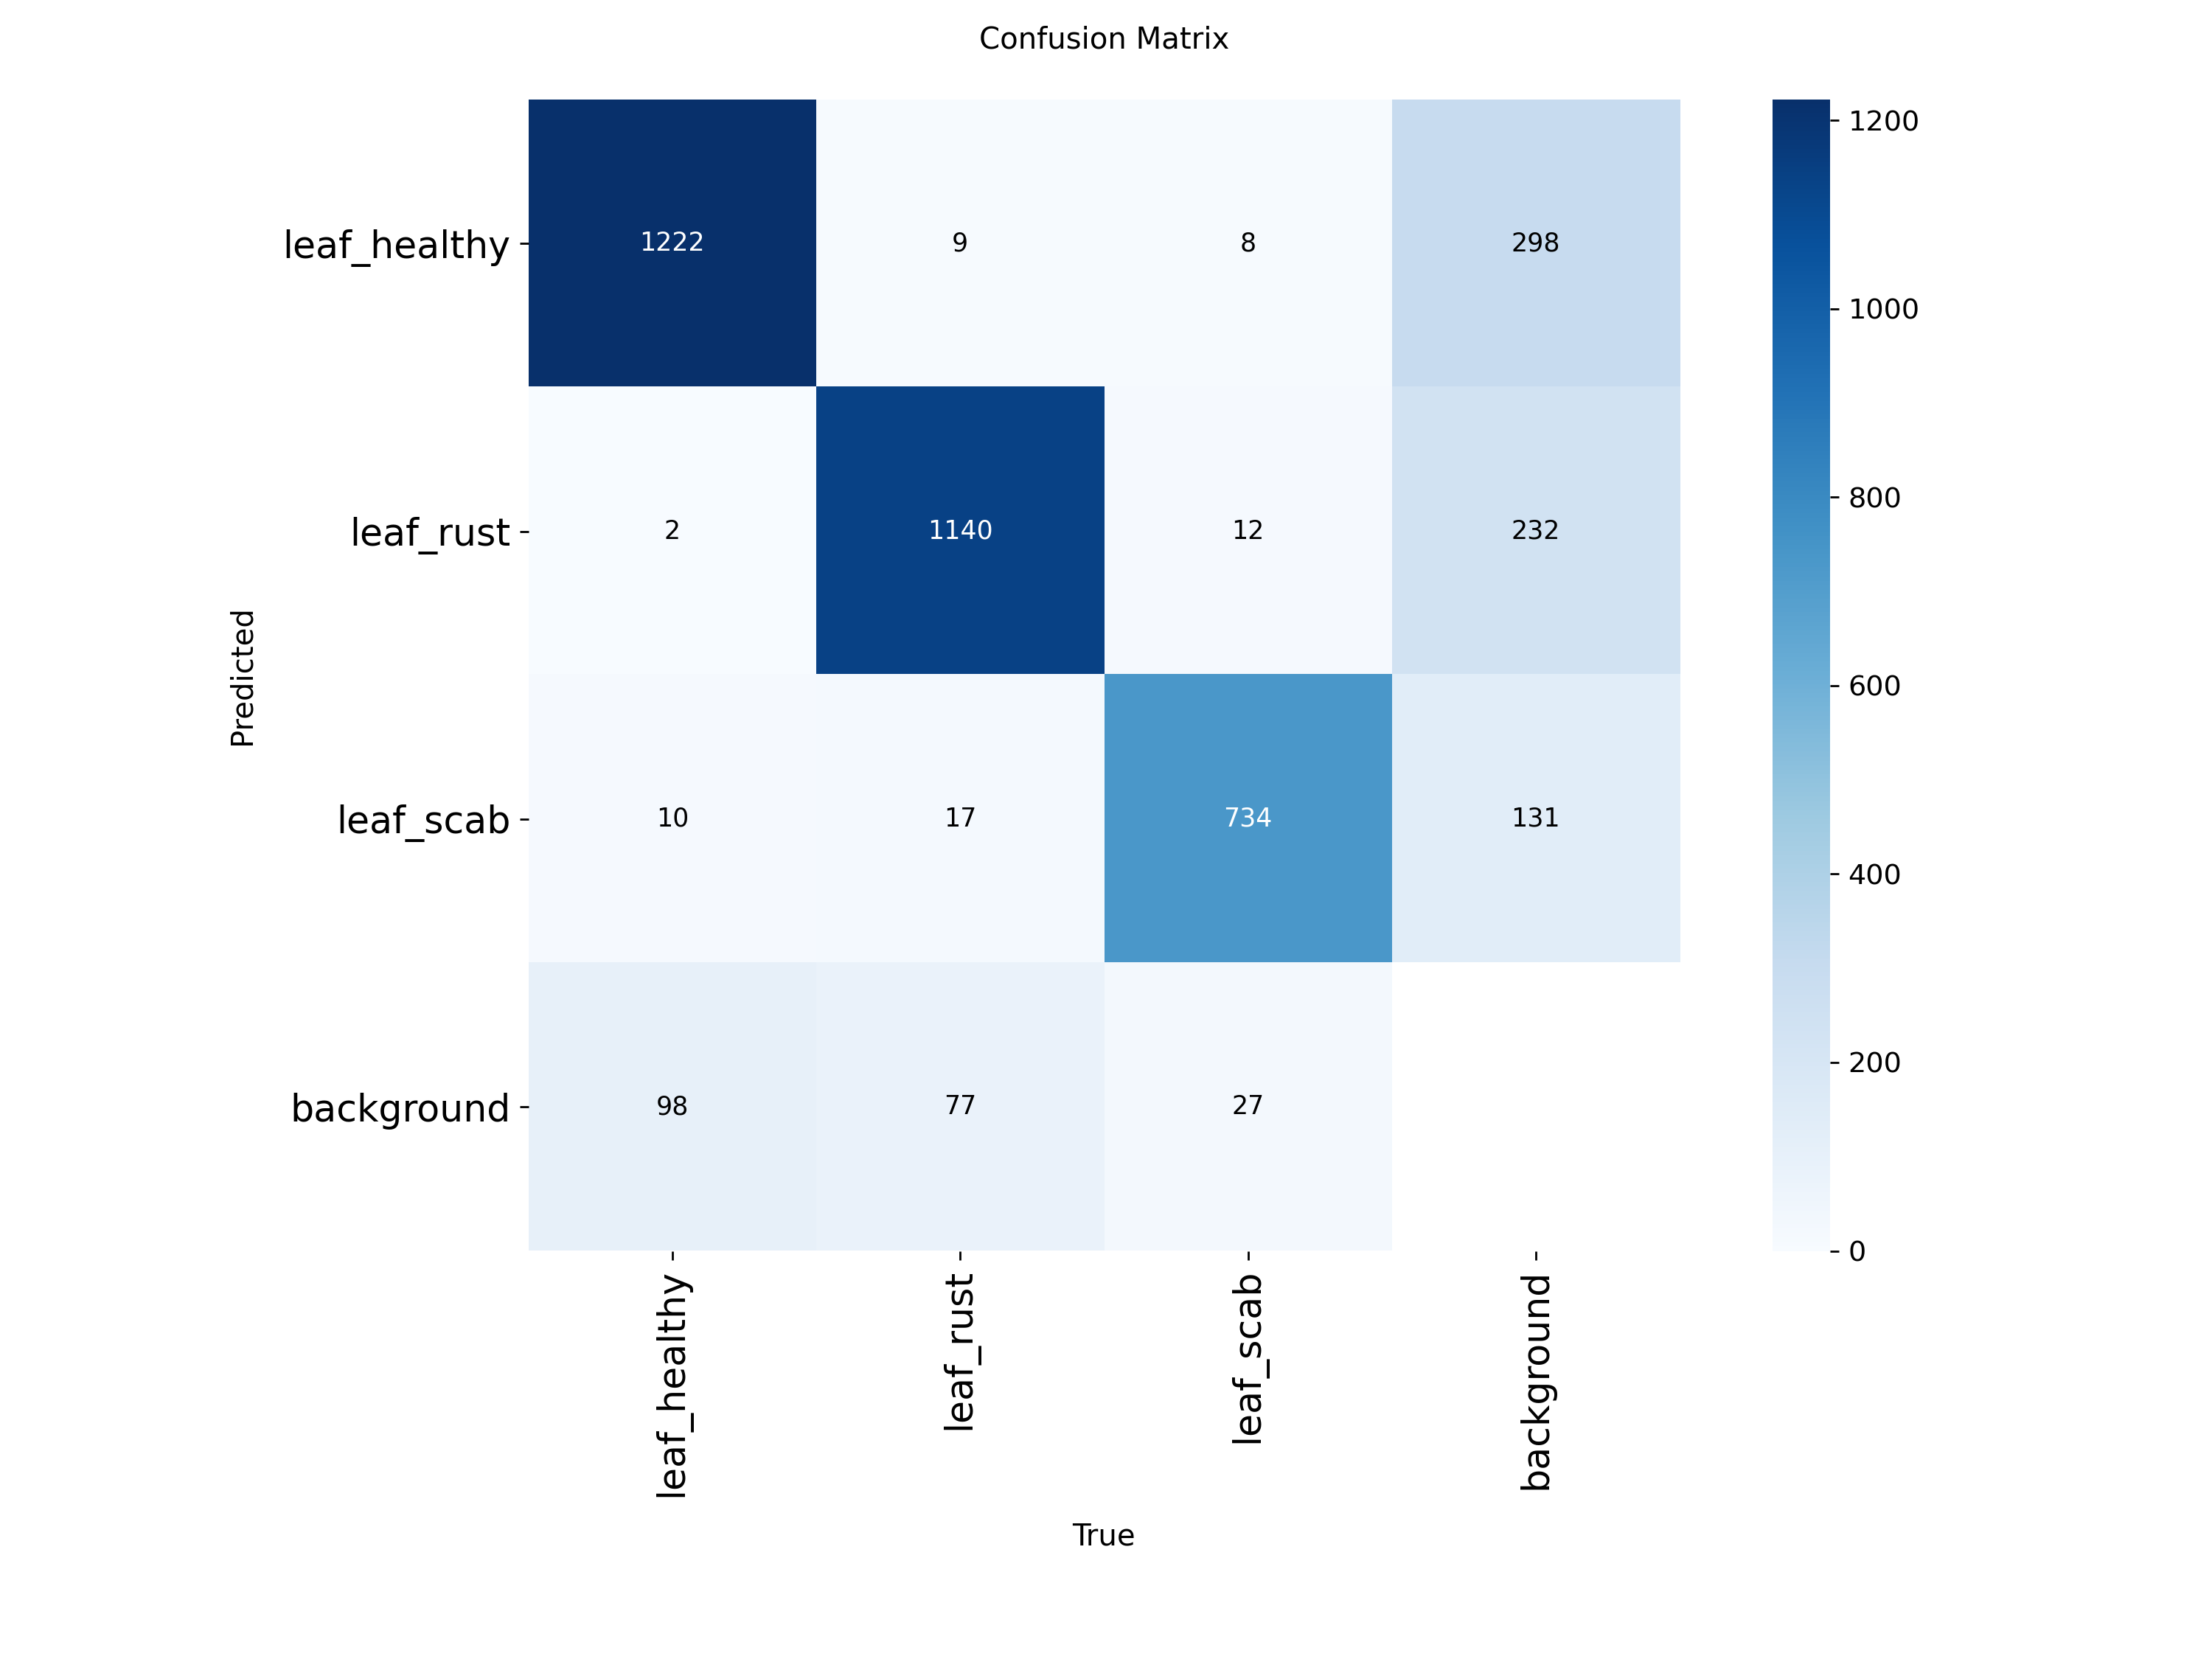 Confusion Matrix
leaf_healthy 1222 9 8 298
leaf_rust 2 1140 12 232
leaf_scab 10 17 734 131
background 98 77 27
leaf_healthy leaf_rust leaf_scab background
Predicted
True
1200
1000
800
600
400
200
0